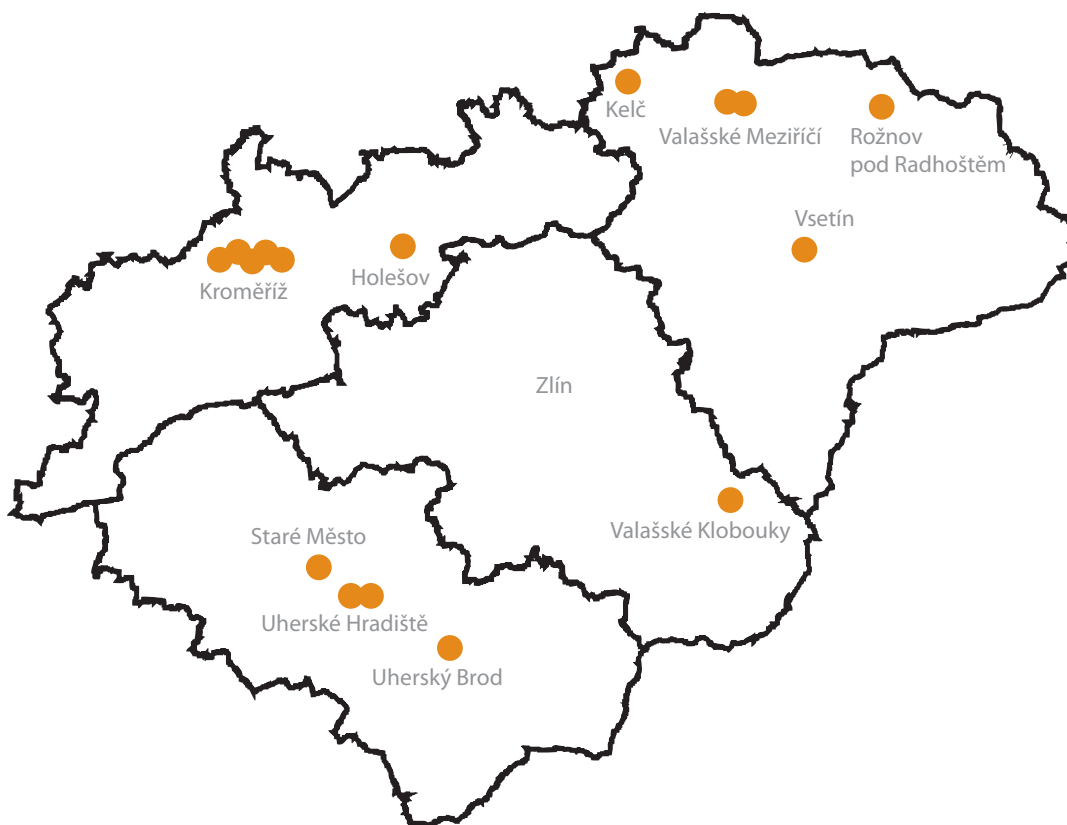 Kelč
Valašské Meziříčí
Rožnov
pod Radhoštěm
Vsetín
Holešov
Kroměříž
Zlín
Valašské Klobouky
Staré Město
Uherské Hradiště
Uherský Brod